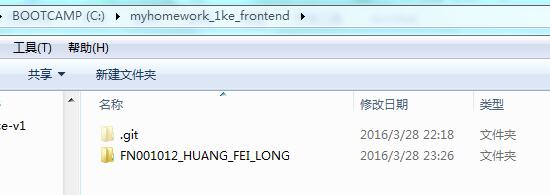 BOOTCAMP (C:) ▸ myhomework_1ke_frontend
工具(T) 帮助(H)
共享 ▾ 新建文件夹
名称 修改日期 类型
.git 2016/3/28 22:18 文件夹
e-v1
FN001012_HUANG_FEI_LONG 2016/3/28 23:26 文件夹